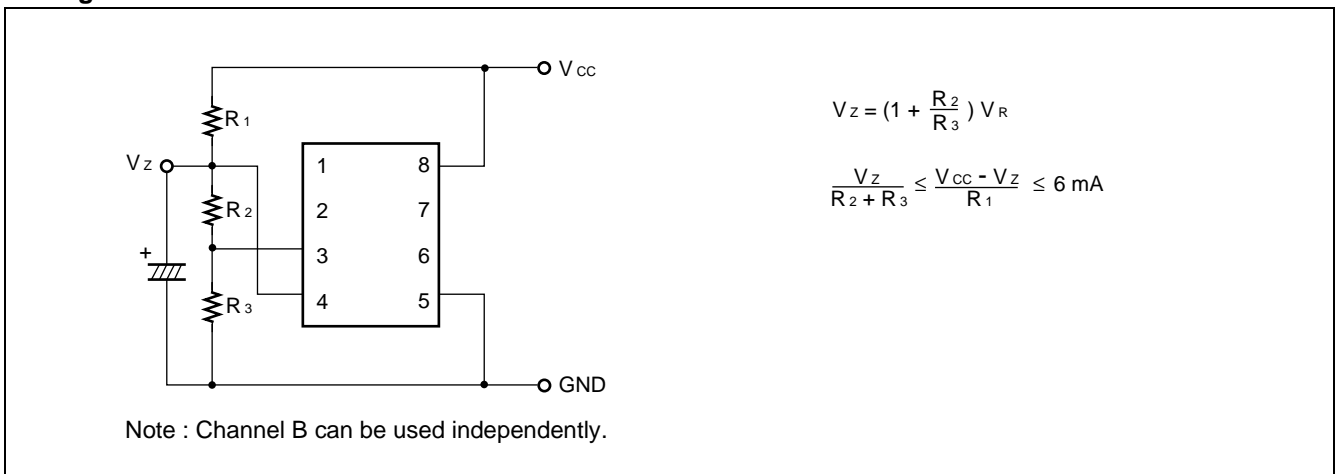 V CC
R 1
V Z
R 2
+
R 3
1
2
3
4
8
7
6
5
GND
Note : Channel B can be used independently.
V Z = (1 + R 2 / R 3 ) V R
V Z / R 2 + R 3 ≤ V CC - V Z / R 1 ≤ 6 mA